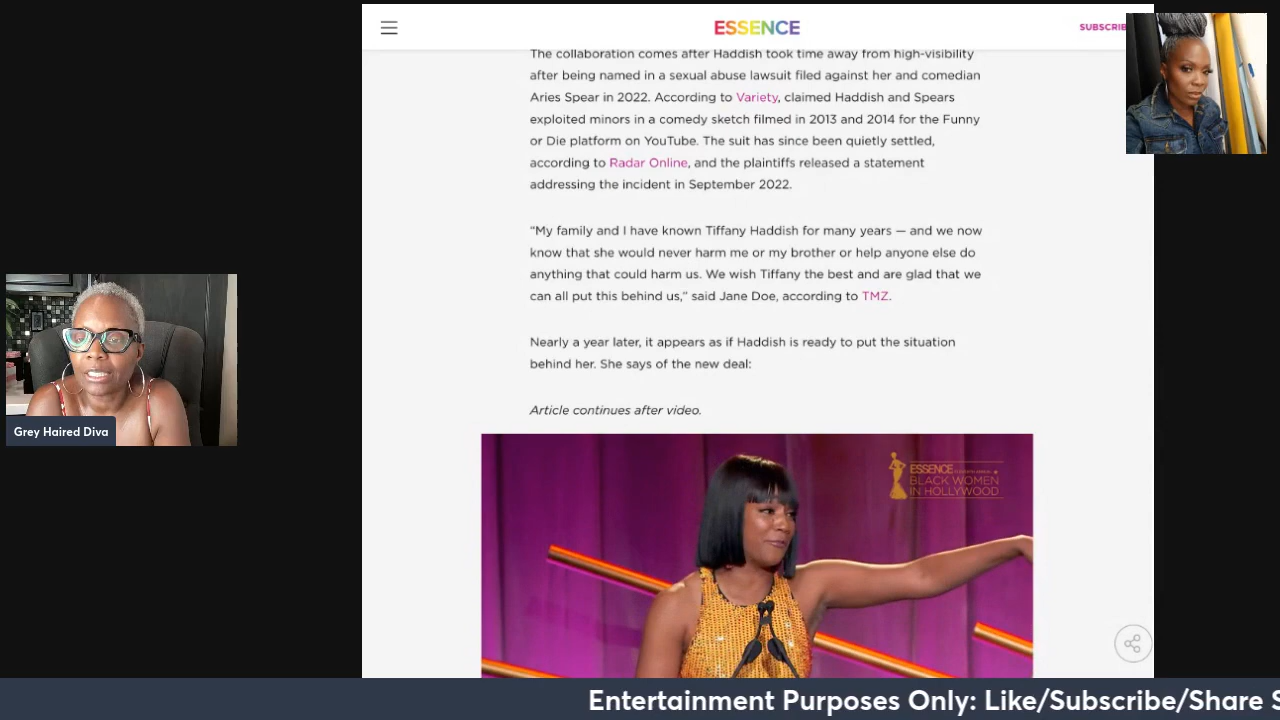 ESSENCE
SUBSCRIBE
The collaboration comes after Haddish took time away from high-visibility
after being named in a sexual abuse lawsuit filed against her and comedian
Aries Spear in 2022. According to Variety, claimed Haddish and Spears
exploited minors in a comedy sketch filmed in 2013 and 2014 for the Funny
or Die platform on YouTube. The suit has since been quietly settled,
according to Radar Online, and the plaintiffs released a statement
addressing the incident in September 2022.
“My family and I have known Tiffany Haddish for many years — and we now
know that she would never harm me or my brother or help anyone else do
anything that could harm us. We wish Tiffany the best and are glad that we
can all put this behind us,” said Jane Doe, according to TMZ.
Nearly a year later, it appears as if Haddish is ready to put the situation
behind her. She says of the new deal:
Article continues after video.
Grey Haired Diva
ESSENCE
BLACK WOMEN
IN HOLLYWOOD
Entertainment Purposes Only: Like/Subscribe/Share S